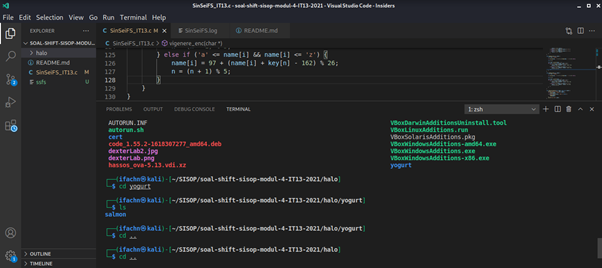 SinSeiFS_IT13.c - soal-shift-sisop-modul-4-IT13-2021 - Visual Studio Code - Insiders
File Edit Selection View Go Run Terminal Help
EXPLORER
SOAL-SHIFT-SISOP-MODUL-...
halo
README.md
SinSeiFS_IT13.c M
ssfs
OUTLINE
TIMELINE
SinSeiFS_IT13.c M
SinSeiFS.log
README.md
SinSeiFS_IT13.c > vigenere_enc(char *)
125 } else if ('a' <= name[i] && name[i] <= 'z') {
126 name[i] = 97 + (name[i] + key[n] - 162) % 26;
127 n = (n + 1) % 5;
128 }
129 }
130 }
PROBLEMS OUTPUT DEBUG CONSOLE TERMINAL 1: zsh
AUTORUN.INF VBoxDarwinAdditionsUninstall.tool
autorun.sh VBoxLinuxAdditions.run
cert VBoxSolarisAdditions.pkg
code_1.55.2-1618307277_amd64.deb VBoxWindowsAdditions-amd64.exe
dexterLab2.jpg VBoxWindowsAdditions.exe
dexterLab.png VBoxWindowsAdditions-x86.exe
hassos_ova-5.13.vdi.xz yogurt
(ifachn㉿kali)-[~/SISOP/soal-shift-sisop-modul-4-IT13-2021/halo]
$ cd yogurt
(ifachn㉿kali)-[~/SISOP/soal-shift-sisop-modul-4-IT13-2021/halo/yogurt]
$ ls
salmon
(ifachn㉿kali)-[~/SISOP/soal-shift-sisop-modul-4-IT13-2021/halo/yogurt]
$ cd ..
(ifachn㉿kali)-[~/SISOP/soal-shift-sisop-modul-4-IT13-2021/halo]
$ cd ..